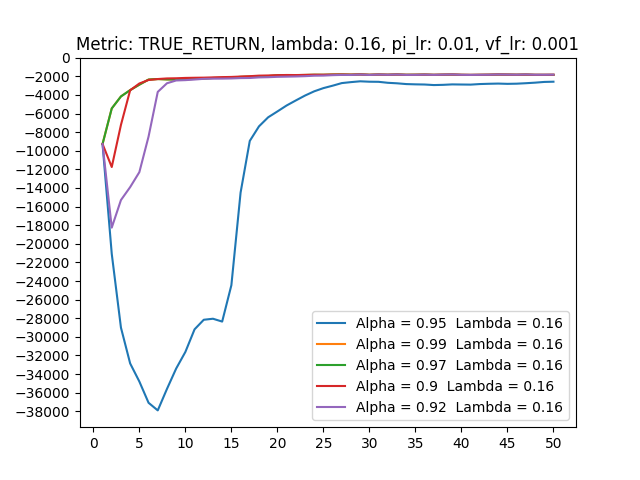 Metric: TRUE_RETURN, lambda: 0.16, pi_lr: 0.01, vf_lr: 0.001
0
−2000
−4000
−6000
−8000
−10000
−12000
−14000
−16000
−18000
−20000
−22000
−24000
−26000
−28000
−30000
−32000
−34000
−36000
−38000
Alpha = 0.95  Lambda = 0.16
Alpha = 0.99  Lambda = 0.16
Alpha = 0.97  Lambda = 0.16
Alpha = 0.9  Lambda = 0.16
Alpha = 0.92  Lambda = 0.16
0 5 10 15 20 25 30 35 40 45 50